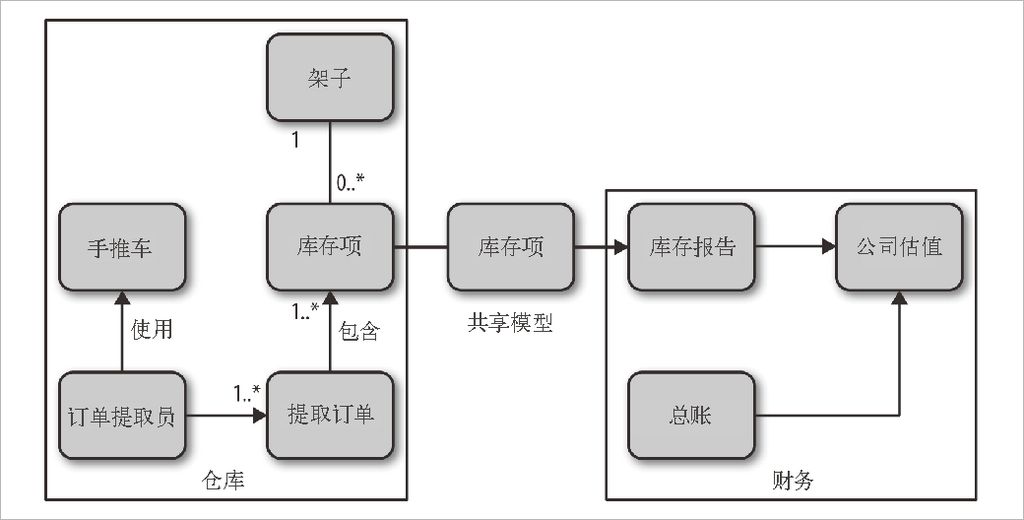 架子
1
0..*
手推车
库存项
库存项
库存报告
公司估值
使用
1..*
包含
共享模型
1..*
订单提取员
提取订单
总账
仓库
财务